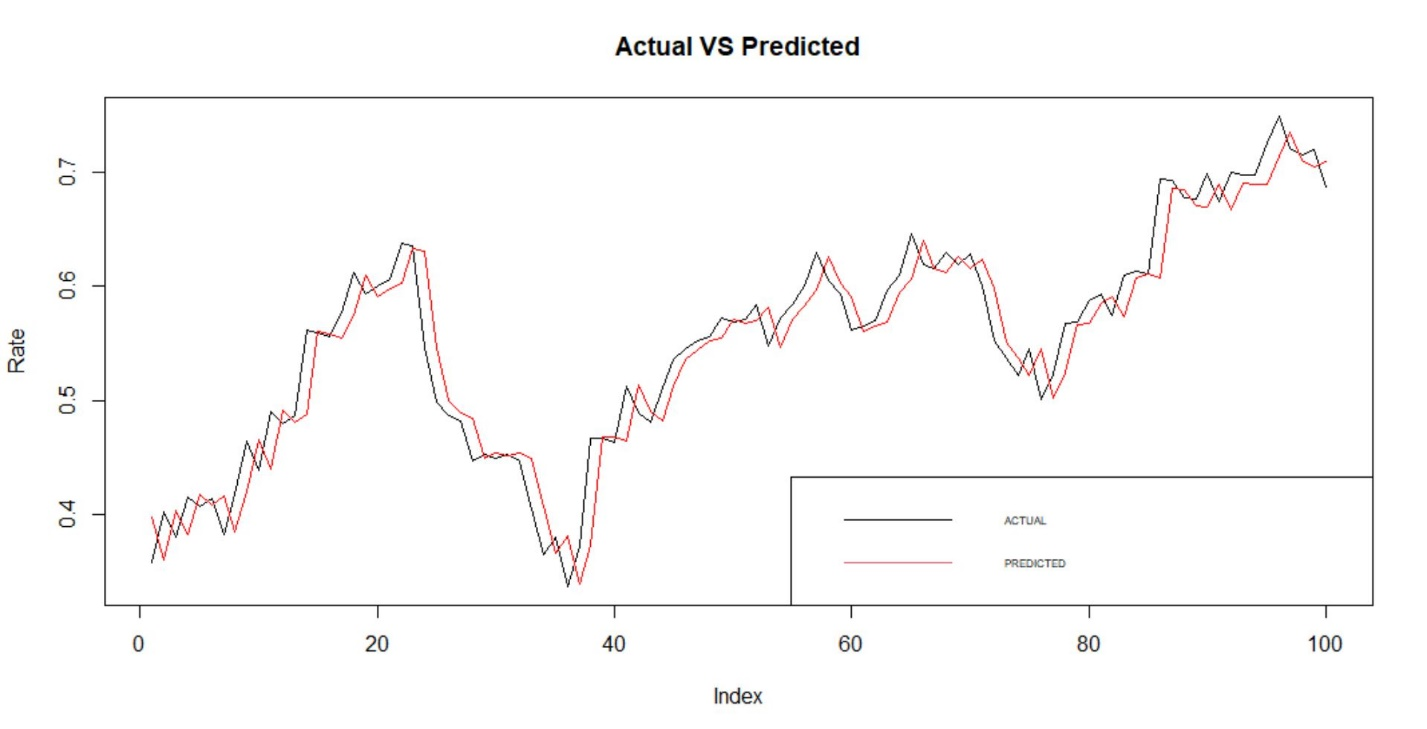 Actual VS Predicted
Rate
0.7
0.6
0.5
0.4
ACTUAL
PREDICTED
0 20 40 60 80 100
Index